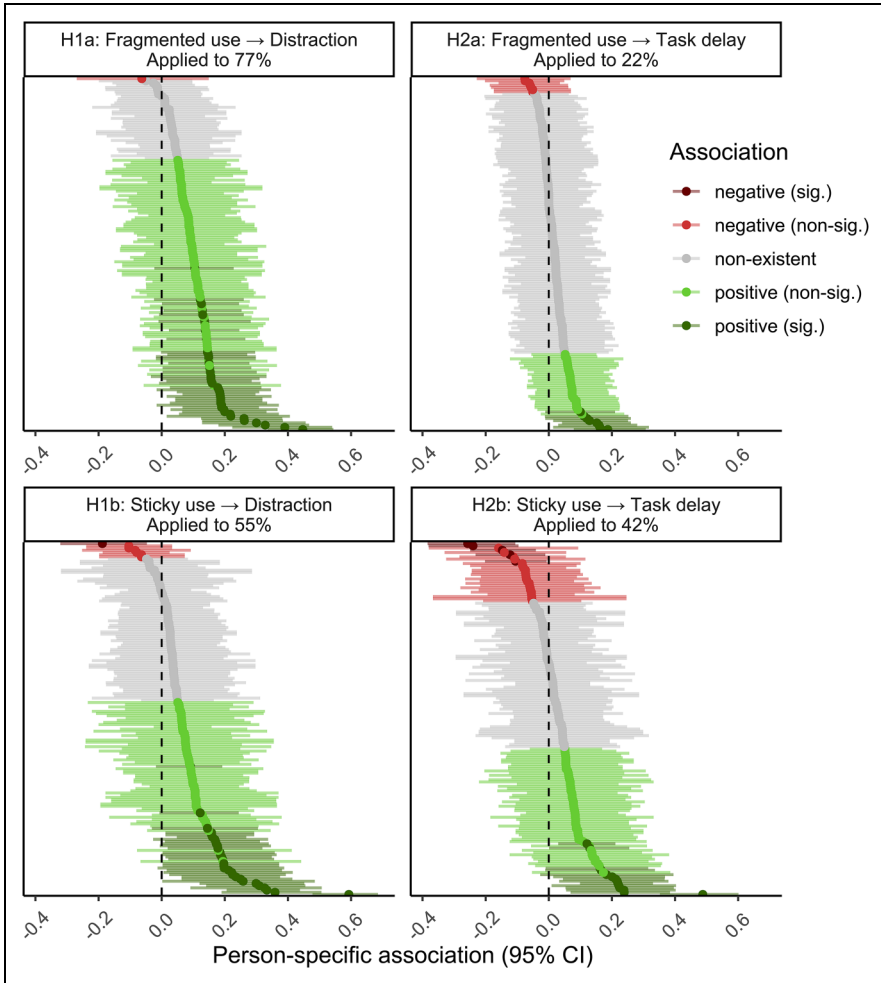 H1a: Fragmented use → Distraction
Applied to 77%
H2a: Fragmented use → Task delay
Applied to 22%
Association
negative (sig.)
negative (non-sig.)
non-existent
positive (non-sig.)
positive (sig.)
-0.4 -0.2 0.0 0.2 0.4 0.6
-0.4 -0.2 0.0 0.2 0.4 0.6
H1b: Sticky use → Distraction
Applied to 55%
H2b: Sticky use → Task delay
Applied to 42%
-0.4 -0.2 0.0 0.2 0.4 0.6
-0.4 -0.2 0.0 0.2 0.4 0.6
Person-specific association (95% CI)